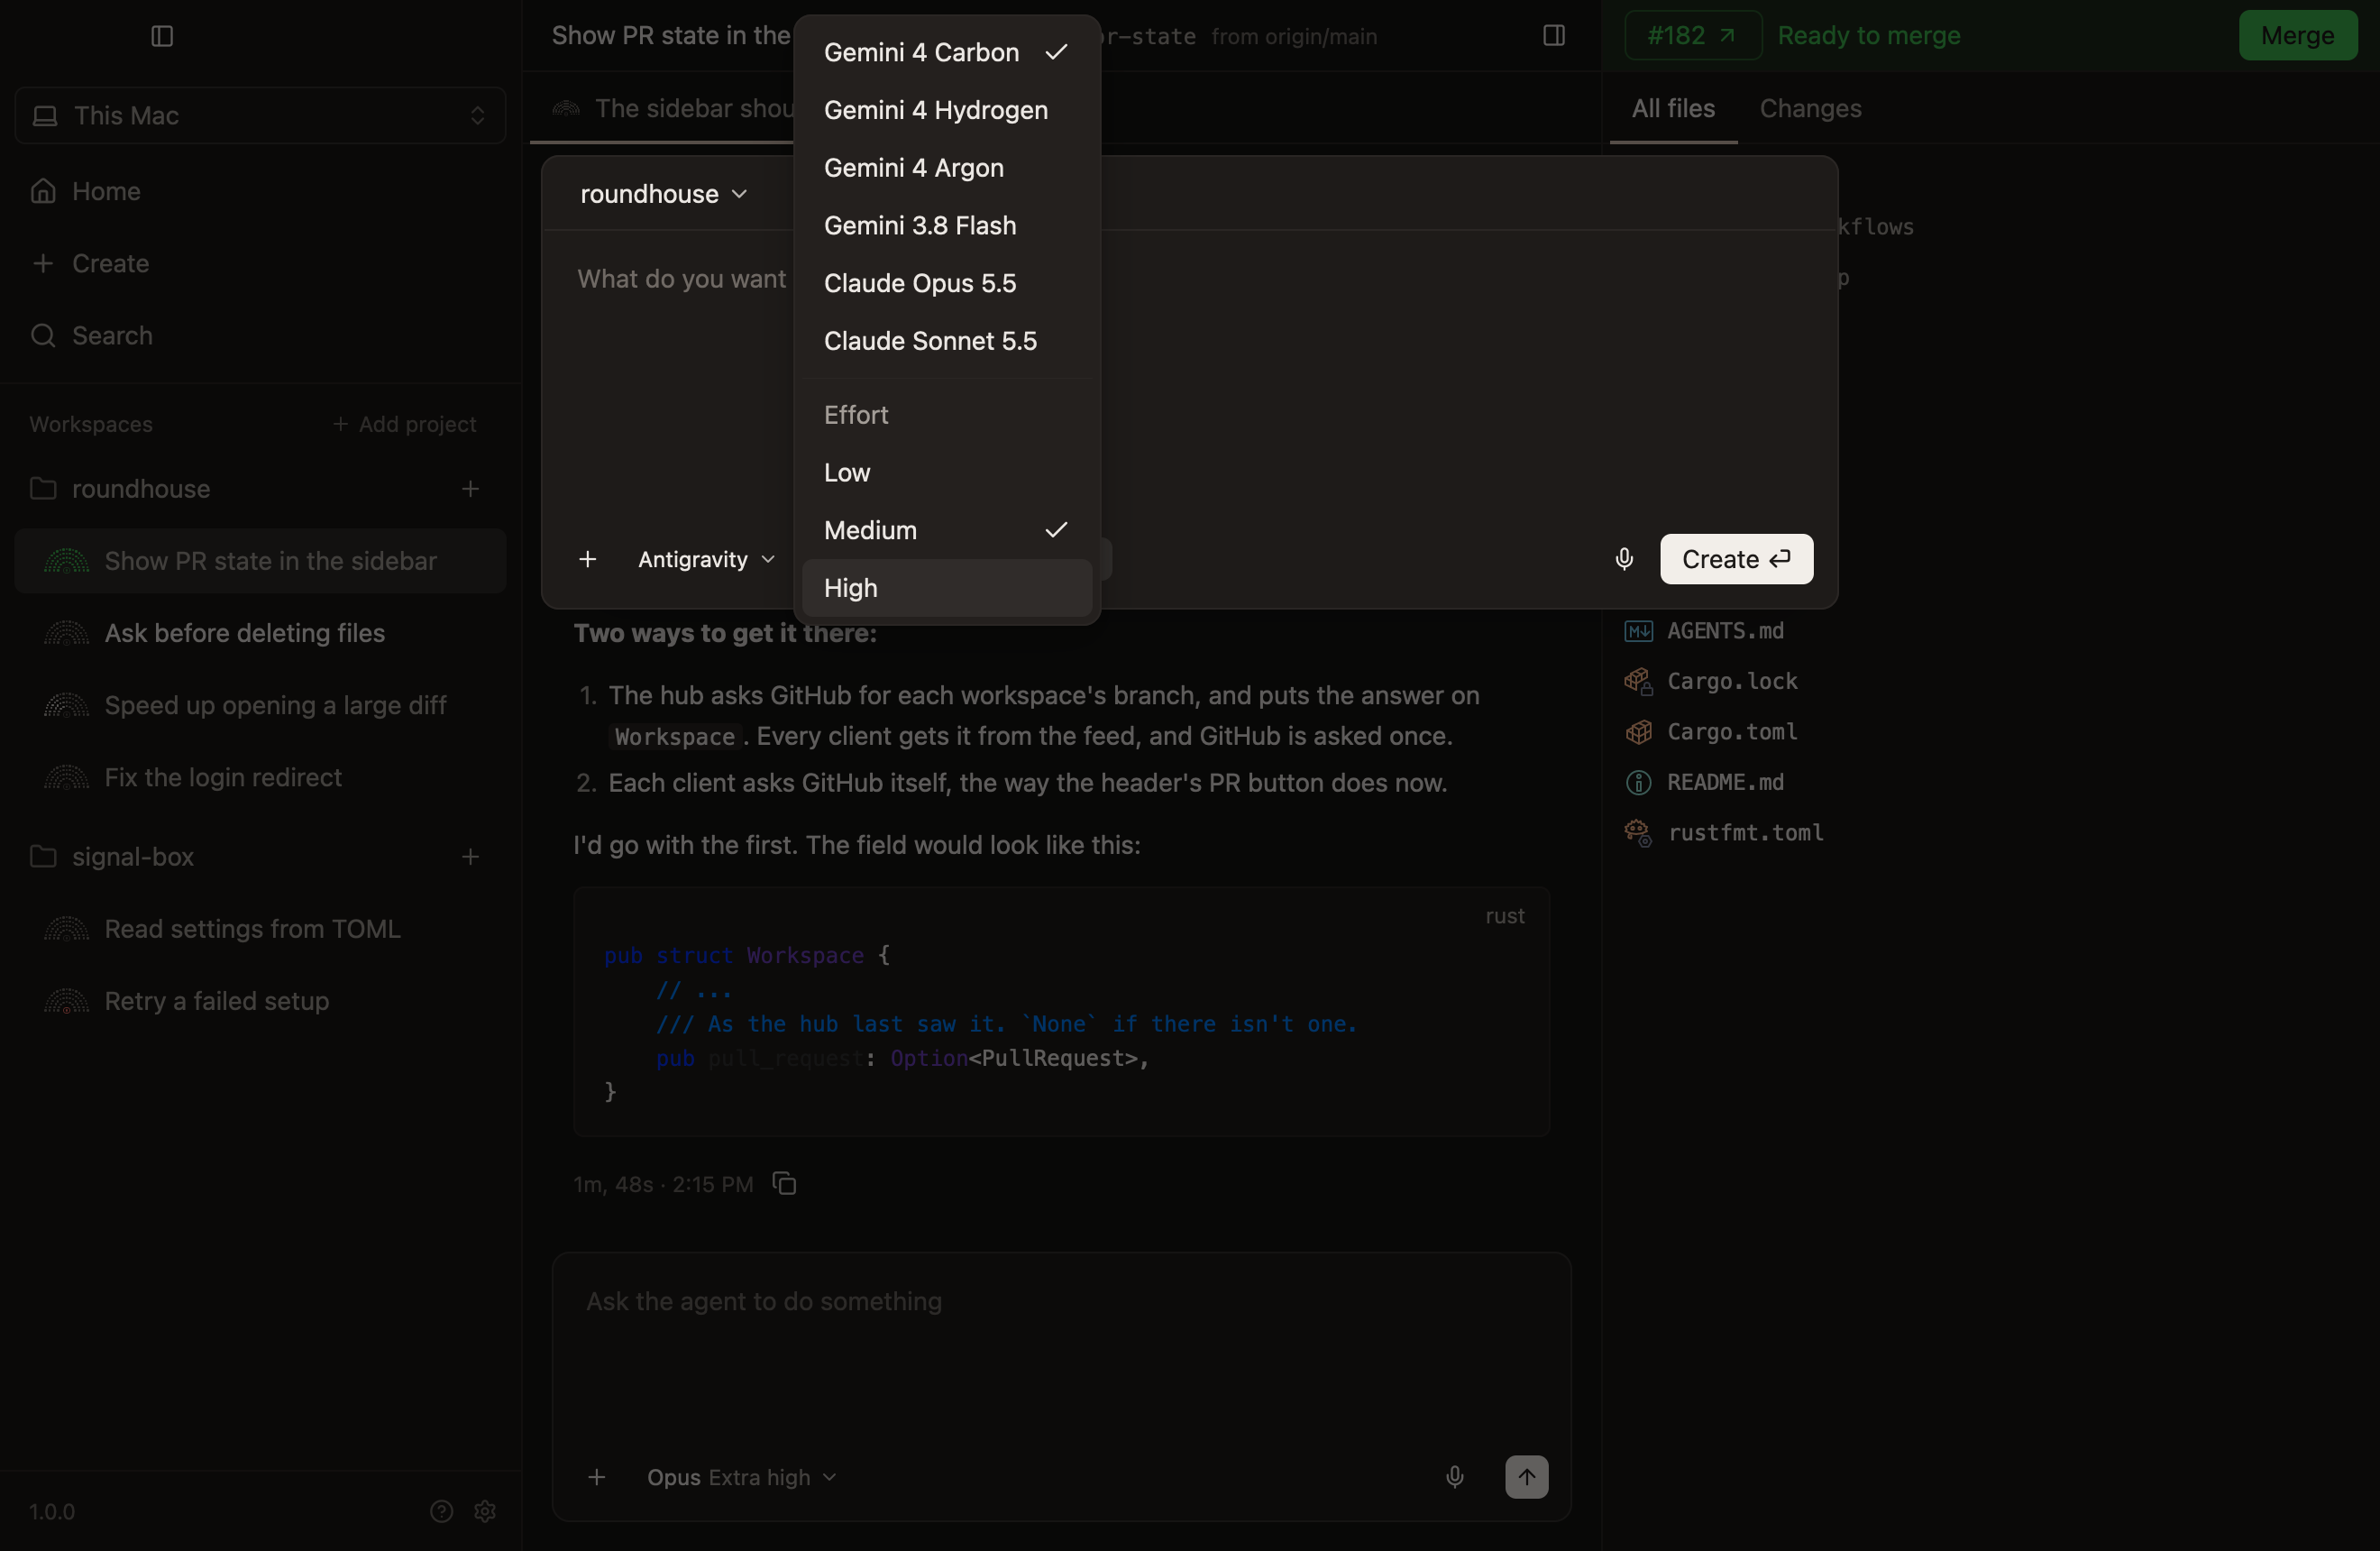 This Mac
Home
Create
Search
Workspaces
Add project
roundhouse
Show PR state in the sidebar
Ask before deleting files
Speed up opening a large diff
Fix the login redirect
signal-box
Read settings from TOML
Retry a failed setup
1.0.0
Show PR state in the
r-state from origin/main
The sidebar shou
roundhouse
What do you want
Antigravity
Create
Gemini 4 Carbon
Gemini 4 Hydrogen
Gemini 4 Argon
Gemini 3.8 Flash
Claude Opus 5.5
Claude Sonnet 5.5
Effort
Low
Medium
High
Two ways to get it there:
1. The hub asks GitHub for each workspace's branch, and puts the answer on
Workspace. Every client gets it from the feed, and GitHub is asked once.
2. Each client asks GitHub itself, the way the header's PR button does now.
I'd go with the first. The field would look like this:
rust
pub struct Workspace {
// ...
/// As the hub last saw it. `None` if there isn't one.
pub pull_request: Option<PullRequest>,
}
1m, 48s · 2:15 PM
Ask the agent to do something
Opus Extra high
#182
Ready to merge
Merge
All files
Changes
kflows
p
AGENTS.md
Cargo.lock
Cargo.toml
README.md
rustfmt.toml